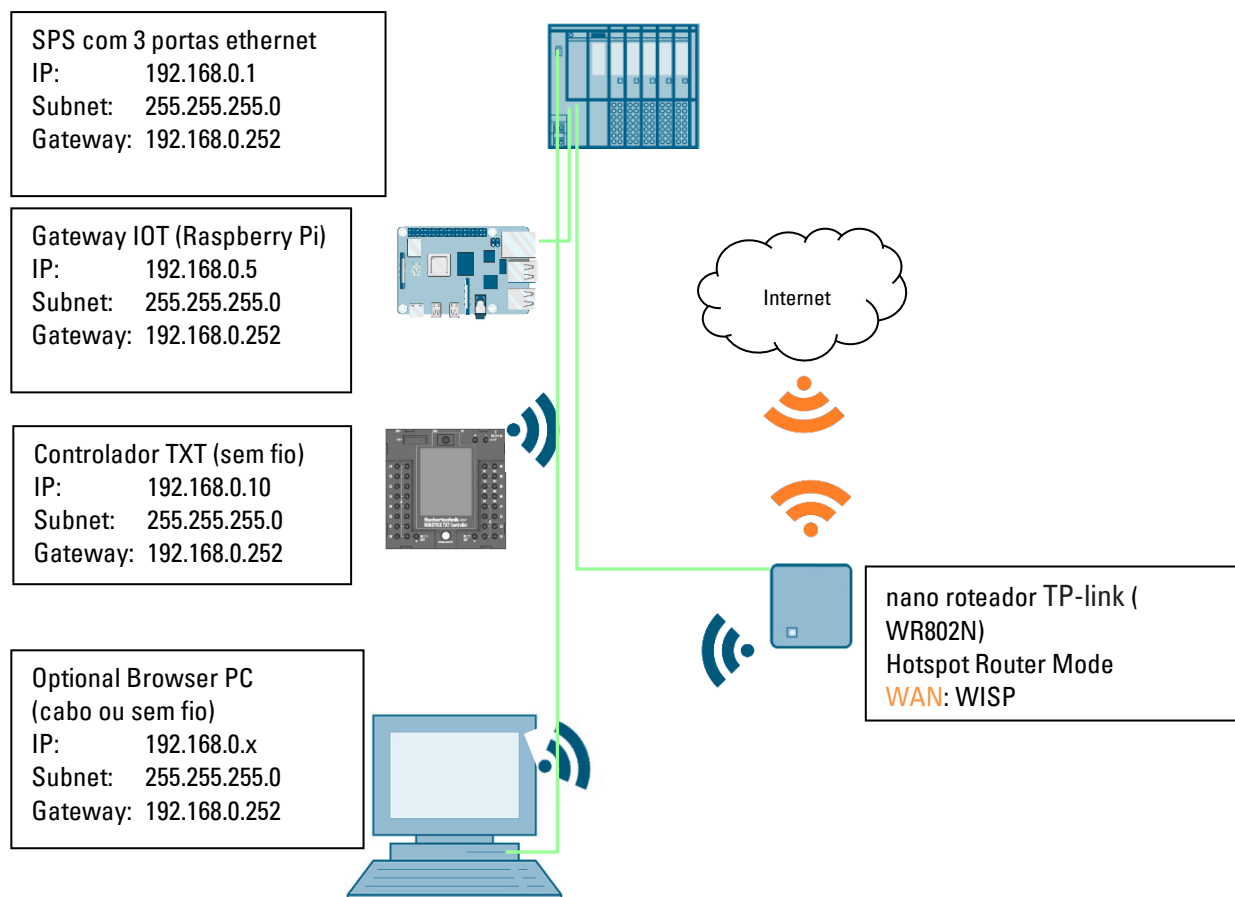 SPS com 3 portas ethernet
IP: 192.168.0.1
Subnet: 255.255.255.0
Gateway: 192.168.0.252
Gateway IOT (Raspberry Pi)
IP: 192.168.0.5
Subnet: 255.255.255.0
Gateway: 192.168.0.252
Internet
Controlador TXT (sem fio)
IP: 192.168.0.10
Subnet: 255.255.255.0
Gateway: 192.168.0.252
nano roteador TP-link (
WR802N)
Hotspot Router Mode
WAN: WISP
Optional Browser PC
(cabo ou sem fio)
IP: 192.168.0.x
Subnet: 255.255.255.0
Gateway: 192.168.0.252